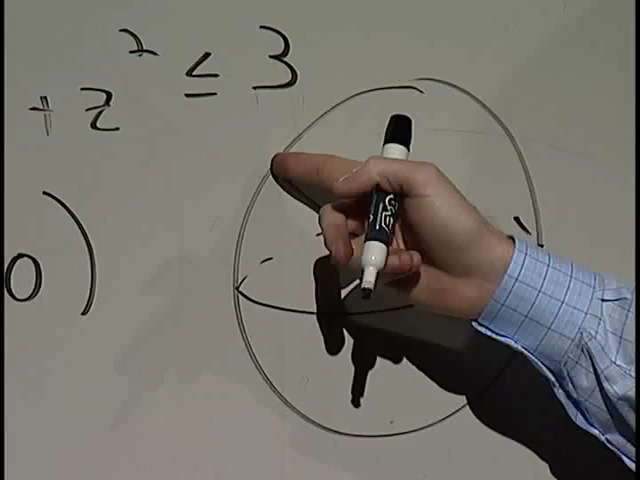 + z² ≤ 3
0)